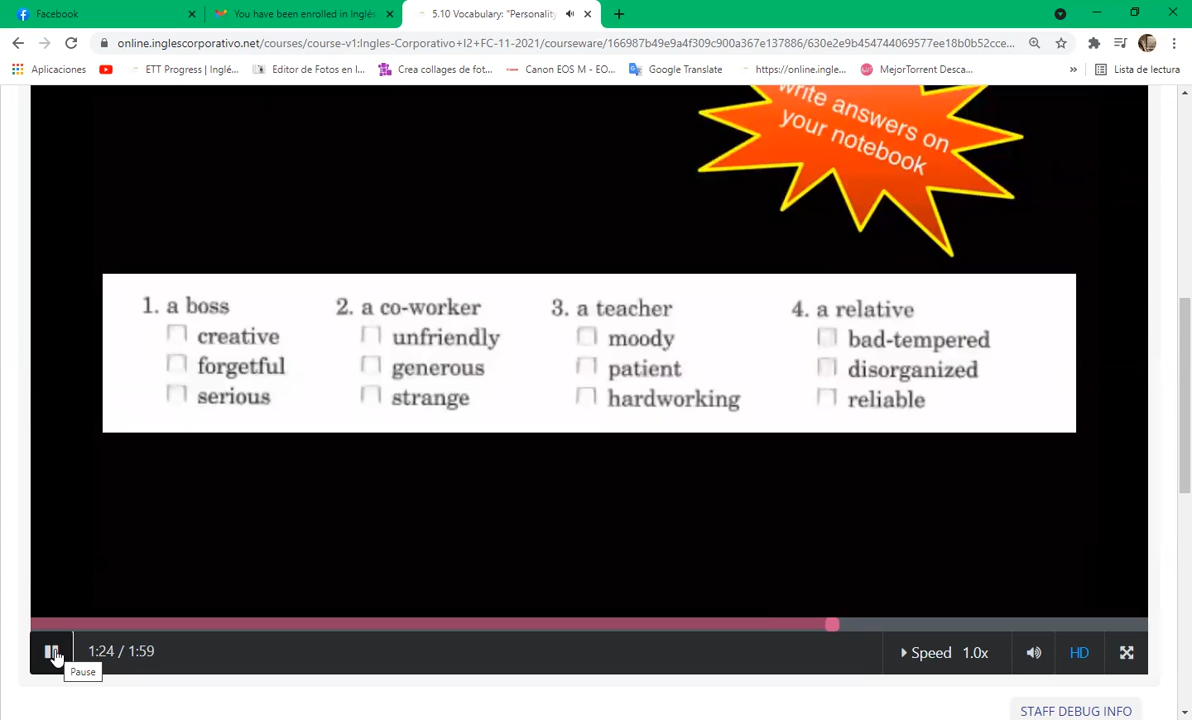 Facebook
You have been enrolled in Inglés
5.10 Vocabulary: "Personality
online.inglescorporativo.net/courses/course-v1:Ingles-Corporativo+I2+FC-11-2021/courseware/166987b49e9a4f309c900a367e137886/630e2e9b454744069577ee18b0b52cce...
Aplicaciones
ETT Progress | Inglé...
Editor de Fotos en l...
Crea collages de fot...
Canon EOS M - EO...
Google Translate
https://online.ingle...
MejorTorrent Desca...
»
Lista de lectura
write answers on
your notebook
1. a boss
creative
forgetful
serious
2. a co-worker
unfriendly
generous
strange
3. a teacher
moody
patient
hardworking
4. a relative
bad-tempered
disorganized
reliable
1:24 / 1:59
Speed 1.0x
HD
Pause
STAFF DEBUG INFO